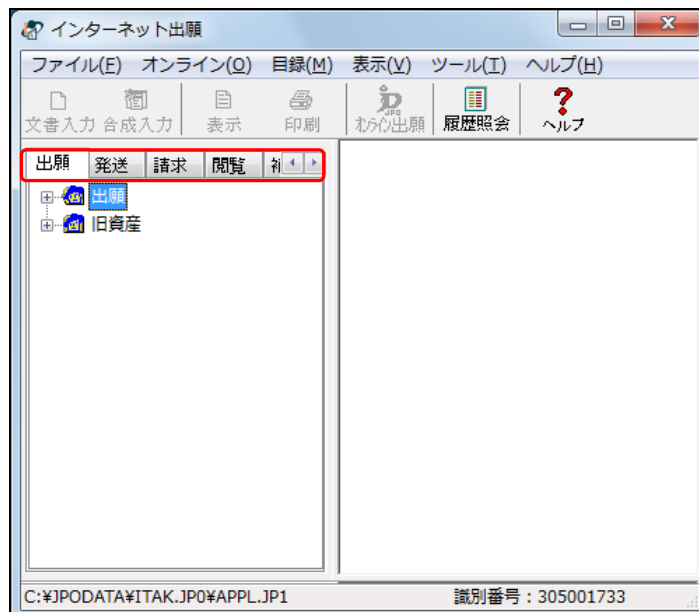 インターネット出願
ファイル(F) オンライン(O) 目録(M) 表示(V) ツール(T) ヘルプ(H)
文書入力 合成入力 表示 印刷 ｵﾝﾗｲﾝ出願 履歴照会 ヘルプ
出願 発送 請求 閲覧
出願
旧資産
C:¥JPODATA¥ITAK.JP0¥APPL.JP1 識別番号:305001733